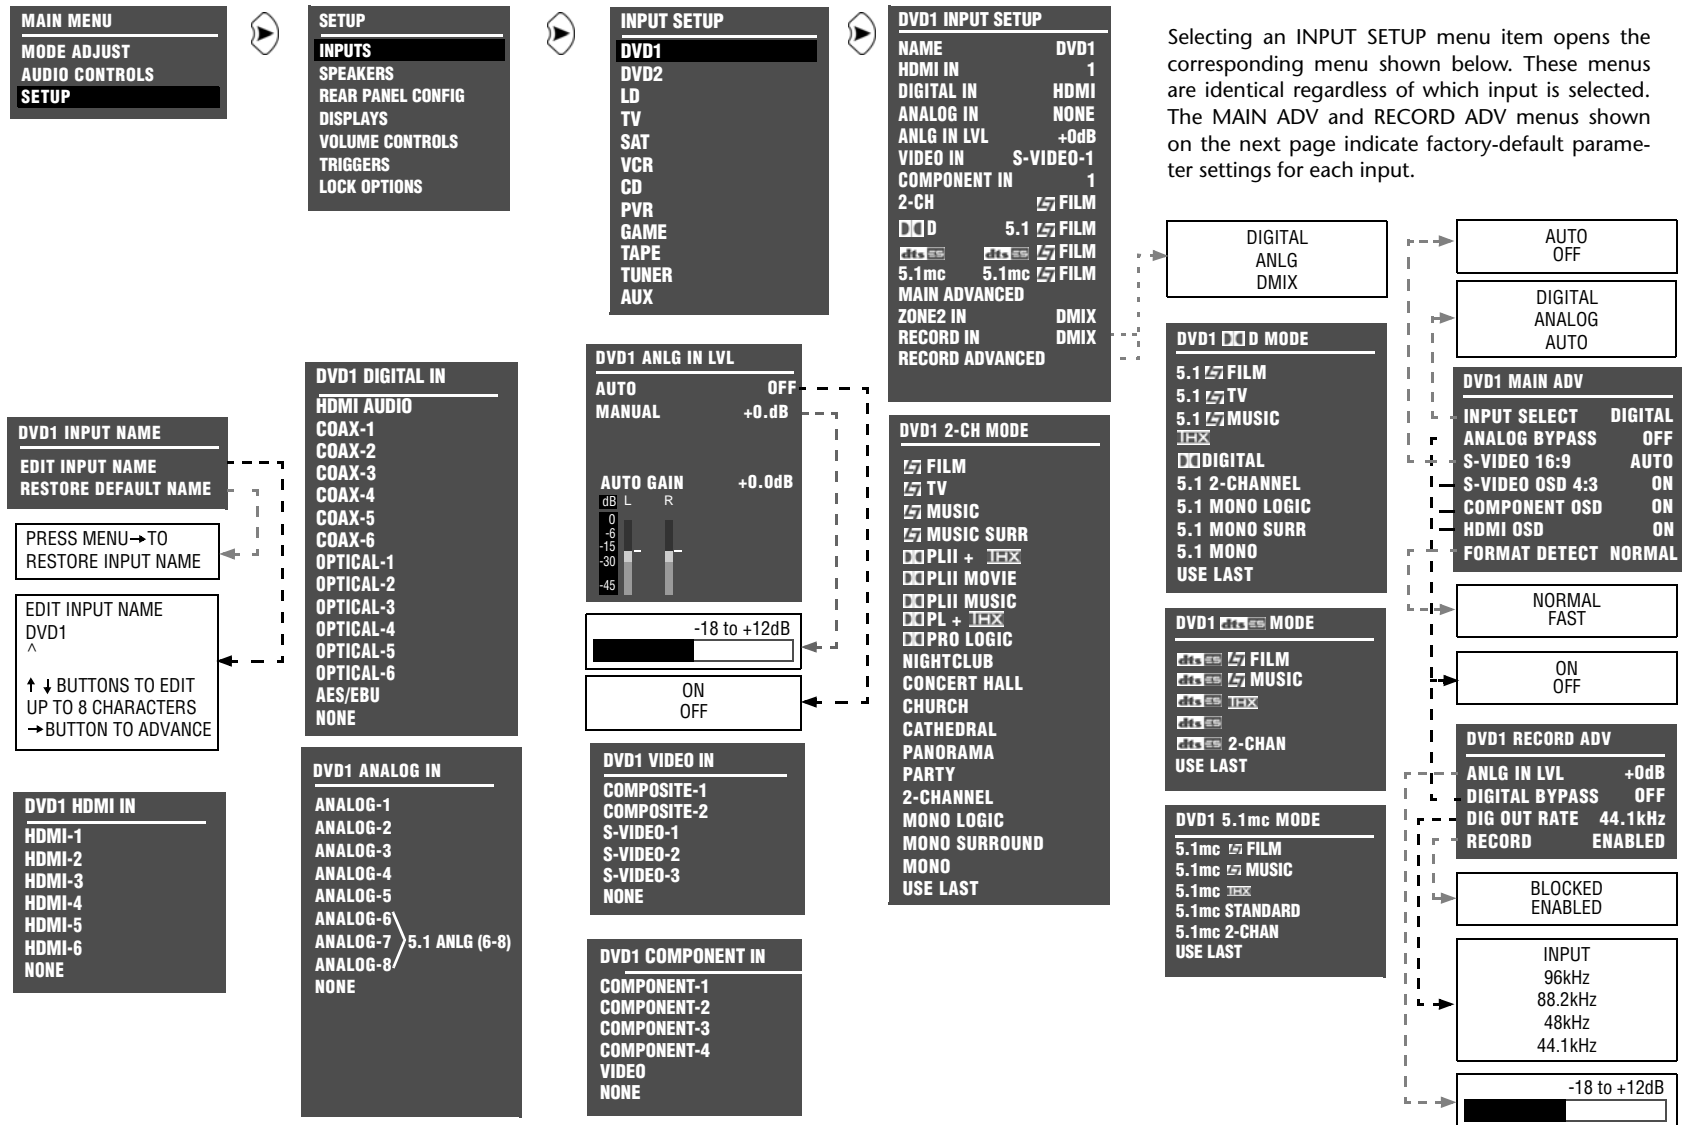 MAIN MENU
MODE ADJUST
AUDIO CONTROLS
SETUP
SETUP
INPUTS
SPEAKERS
REAR PANEL CONFIG
DISPLAYS
VOLUME CONTROLS
TRIGGERS
LOCK OPTIONS
INPUT SETUP
DVD1
DVD2
LD
TV
SAT
VCR
CD
PVR
GAME
TAPE
TUNER
AUX
DVD1 INPUT SETUP
NAME DVD1
HDMI IN 1
DIGITAL IN HDMI
ANALOG IN NONE
ANLG IN LVL +0dB
VIDEO IN S-VIDEO-1
COMPONENT IN 1
2-CH FILM
D 5.1 FILM
dts ES dts ES FILM
5.1mc 5.1mc FILM
MAIN ADVANCED
ZONE2 IN DMIX
RECORD IN DMIX
RECORD ADVANCED
Selecting an INPUT SETUP menu item opens the
corresponding menu shown below. These menus
are identical regardless of which input is selected.
The MAIN ADV and RECORD ADV menus shown
on the next page indicate factory-default parame-
ter settings for each input.
DVD1 INPUT NAME
EDIT INPUT NAME
RESTORE DEFAULT NAME
PRESS MENU→TO
RESTORE INPUT NAME
EDIT INPUT NAME
DVD1
^
↑ ↓ BUTTONS TO EDIT
UP TO 8 CHARACTERS
→BUTTON TO ADVANCE
DVD1 HDMI IN
HDMI-1
HDMI-2
HDMI-3
HDMI-4
HDMI-5
HDMI-6
NONE
DVD1 DIGITAL IN
HDMI AUDIO
COAX-1
COAX-2
COAX-3
COAX-4
COAX-5
COAX-6
OPTICAL-1
OPTICAL-2
OPTICAL-3
OPTICAL-4
OPTICAL-5
OPTICAL-6
AES/EBU
NONE
DVD1 ANALOG IN
ANALOG-1
ANALOG-2
ANALOG-3
ANALOG-4
ANALOG-5
ANALOG-6
ANALOG-7 5.1 ANLG (6-8)
ANALOG-8
NONE
DVD1 ANLG IN LVL
AUTO OFF
MANUAL +0.dB
AUTO GAIN +0.0dB
dB L R
0
-6
-15
-30
-45
-18 to +12dB
ON
OFF
DVD1 VIDEO IN
COMPOSITE-1
COMPOSITE-2
S-VIDEO-1
S-VIDEO-2
S-VIDEO-3
NONE
DVD1 COMPONENT IN
COMPONENT-1
COMPONENT-2
COMPONENT-3
COMPONENT-4
VIDEO
NONE
DVD1 2-CH MODE
FILM
TV
MUSIC
MUSIC SURR
PLII + THX
PLII MOVIE
PLII MUSIC
PL + THX
PRO LOGIC
NIGHTCLUB
CONCERT HALL
CHURCH
CATHEDRAL
PANORAMA
PARTY
2-CHANNEL
MONO LOGIC
MONO SURROUND
MONO
USE LAST
DIGITAL
ANLG
DMIX
DVD1 D MODE
5.1 FILM
5.1 TV
5.1 MUSIC
THX
DIGITAL
5.1 2-CHANNEL
5.1 MONO LOGIC
5.1 MONO SURR
5.1 MONO
USE LAST
DVD1 dts ES MODE
dts ES FILM
dts ES MUSIC
dts ES THX
dts ES
dts ES 2-CHAN
USE LAST
DVD1 5.1mc MODE
5.1mc FILM
5.1mc MUSIC
5.1mc THX
5.1mc STANDARD
5.1mc 2-CHAN
USE LAST
AUTO
OFF
DIGITAL
ANALOG
AUTO
DVD1 MAIN ADV
INPUT SELECT DIGITAL
ANALOG BYPASS OFF
S-VIDEO 16:9 AUTO
S-VIDEO OSD 4:3 ON
COMPONENT OSD ON
HDMI OSD ON
FORMAT DETECT NORMAL
NORMAL
FAST
ON
OFF
DVD1 RECORD ADV
ANLG IN LVL +0dB
DIGITAL BYPASS OFF
DIG OUT RATE 44.1kHz
RECORD ENABLED
BLOCKED
ENABLED
INPUT
96kHz
88.2kHz
48kHz
44.1kHz
-18 to +12dB